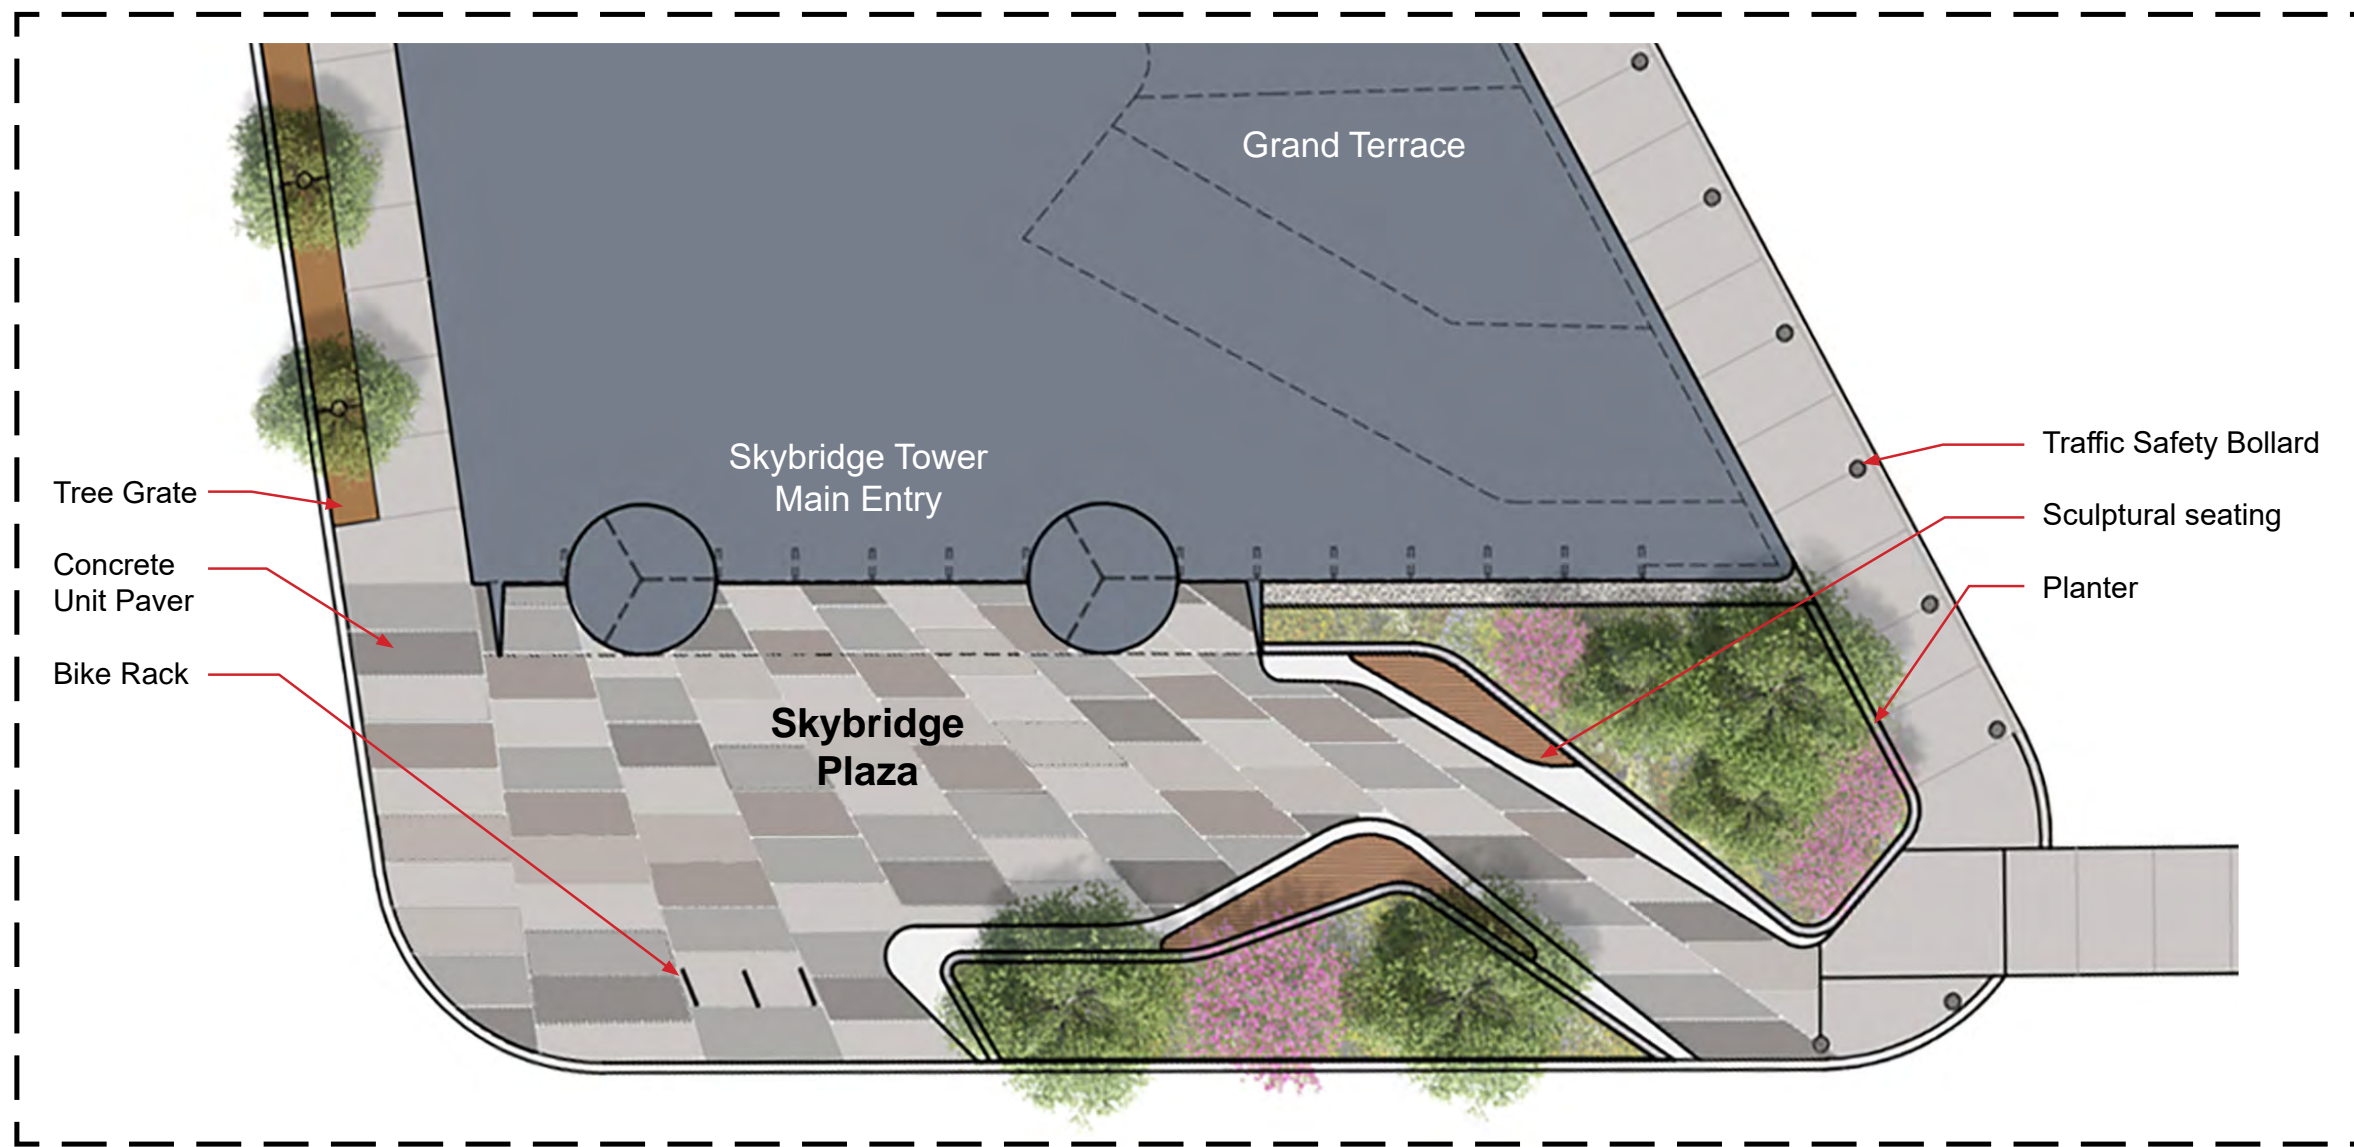 Grand Terrace
Skybridge Tower
Main Entry
Tree Grate
Concrete
Unit Paver
Bike Rack
Skybridge
Plaza
Traffic Safety Bollard
Sculptural seating
Planter